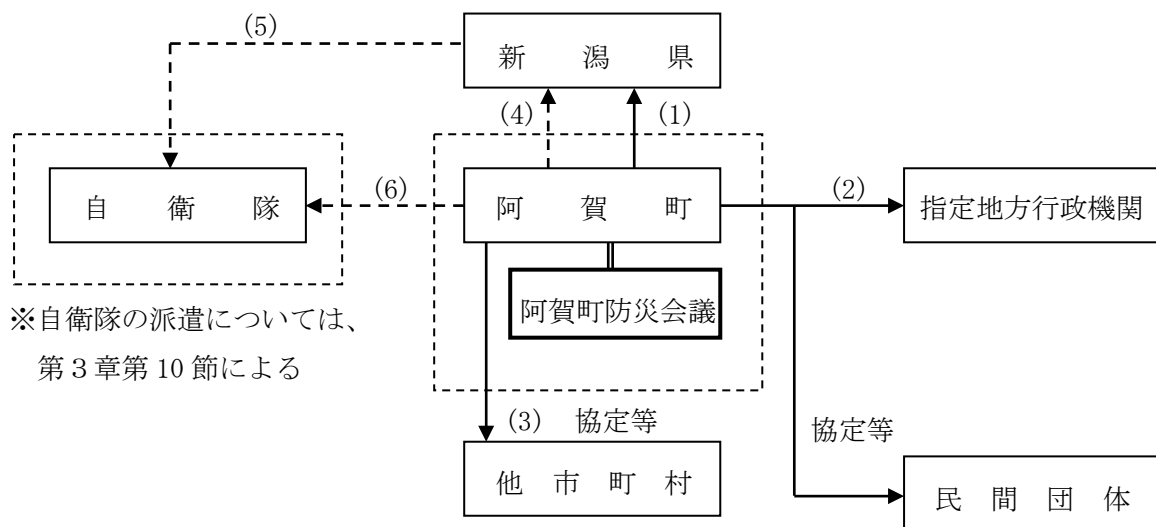 (5)
新潟県
(4)
(1)
自衛隊
(6)
阿賀町
(2)
指定地方行政機関
阿賀町防災会議
※自衛隊の派遣については、
第３章第 10 節による
(3) 協定等
協定等
他市町村
民間団体